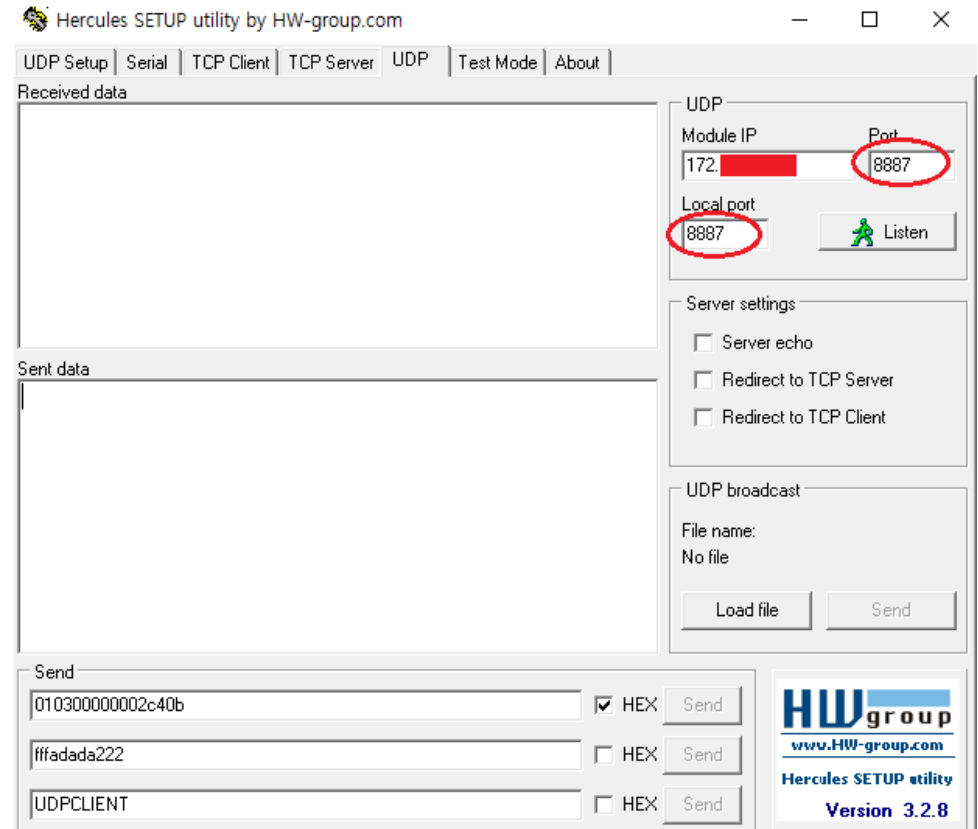 Hercules SETUP utility by HW-group.com
UDP Setup Serial TCP Client TCP Server UDP Test Mode About
Received data
UDP
Module IP Port
172. 8887
Local port
8887 Listen
Server settings
Server echo
Redirect to TCP Server
Redirect to TCP Client
Sent data
UDP broadcast
File name:
No file
Load file Send
Send
010300000002c40b HEX Send
fffadada222 HEX Send
UDPCLIENT HEX Send
HW group
www.HW-group.com
Hercules SETUP utility
Version 3.2.8